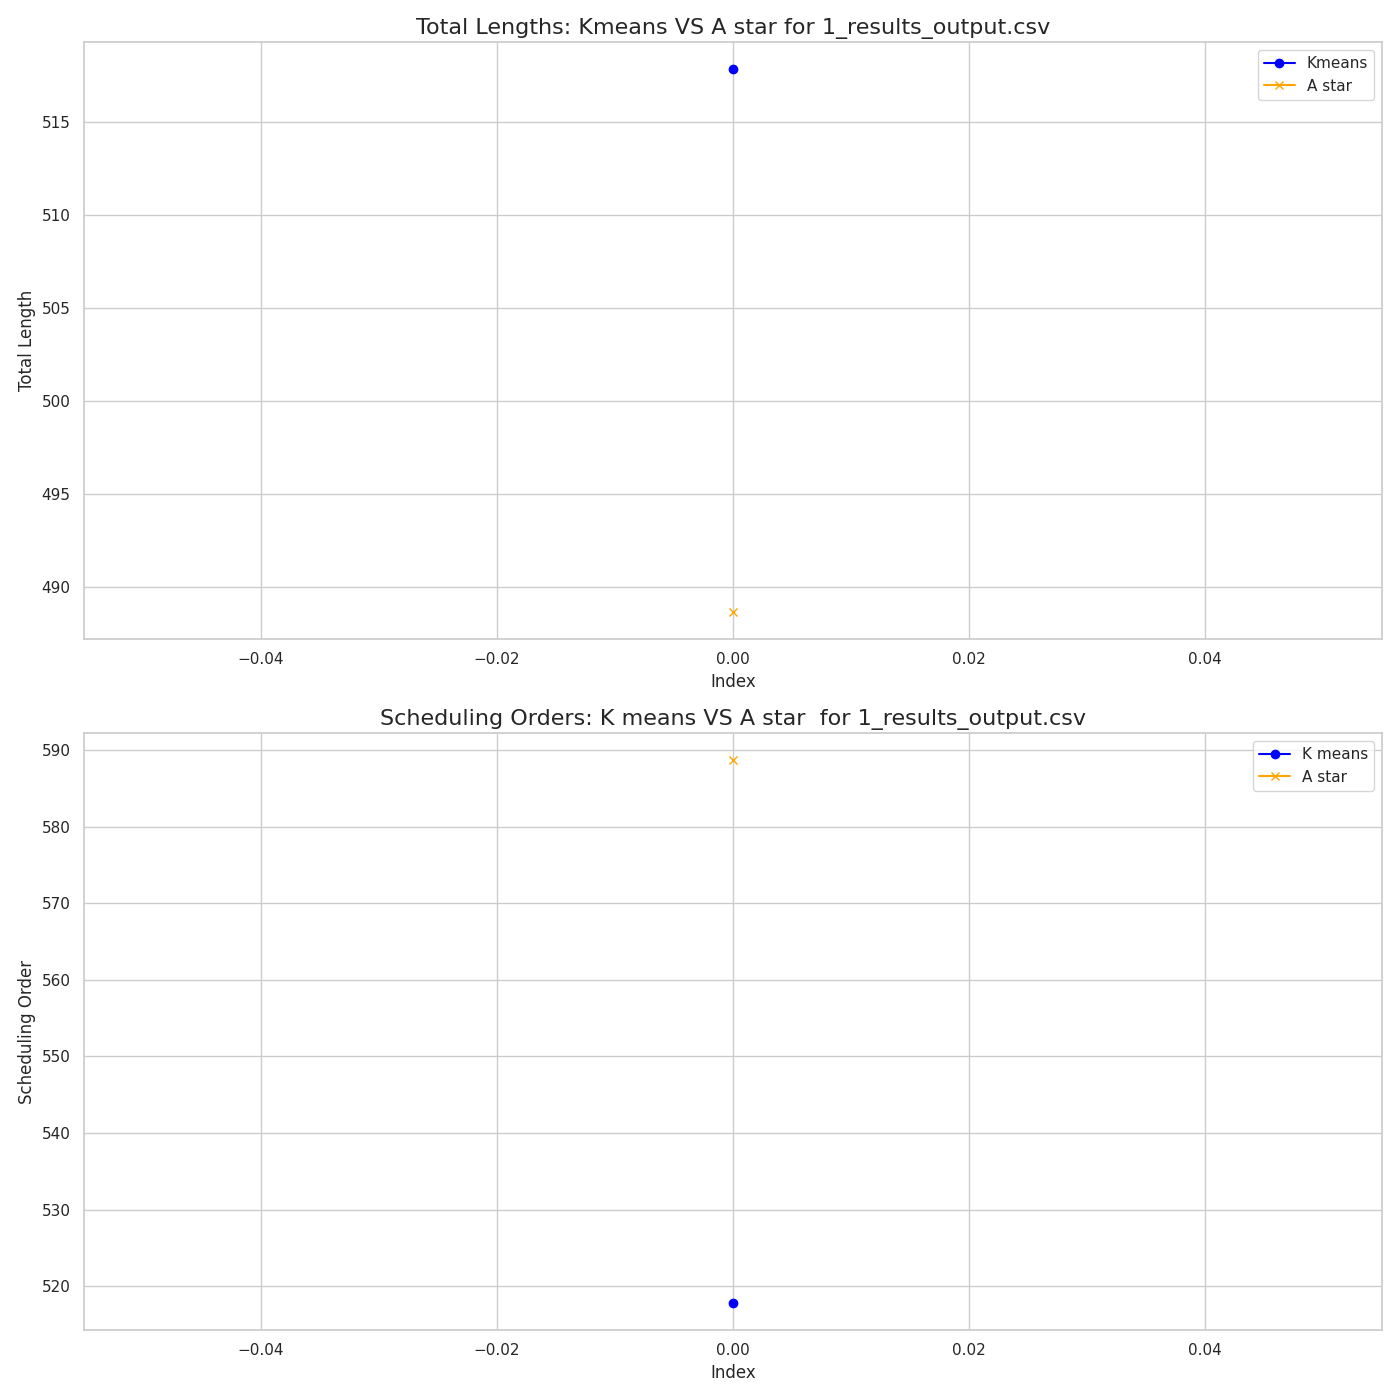 Total Lengths: Kmeans VS A star for 1_results_output.csv
Kmeans
A star
515
510
505
500
495
490
Total Length
−0.04
−0.02
0.00
0.02
0.04
Index
Scheduling Orders: K means VS A star  for 1_results_output.csv
K means
A star
590
580
570
560
550
540
530
520
Scheduling Order
−0.04
−0.02
0.00
0.02
0.04
Index